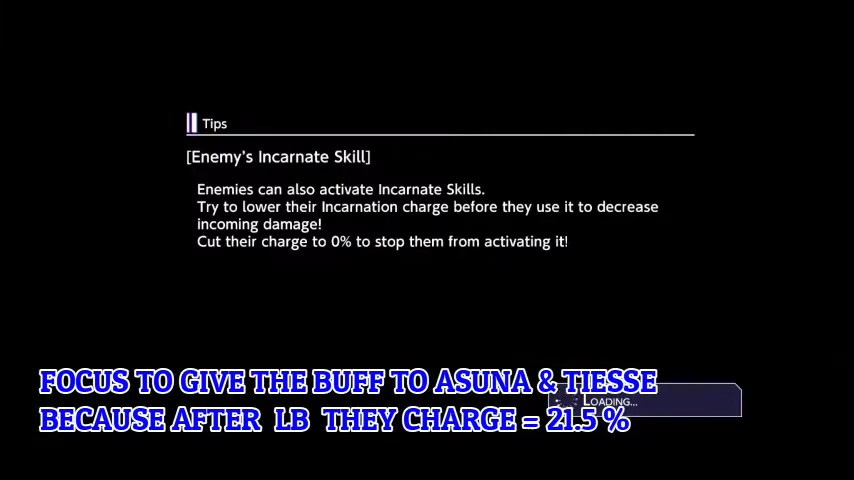 Tips
[Enemy's Incarnate Skill]
Enemies can also activate Incarnate Skills.
Try to lower their Incarnation charge before they use it to decrease
incoming damage!
Cut their charge to 0% to stop them from activating it!
FOCUS TO GIVE THE BUFF TO ASUNA & TIESSE
LOADING...
BECAUSE AFTER LB THEY CHARGE = 21.5 %